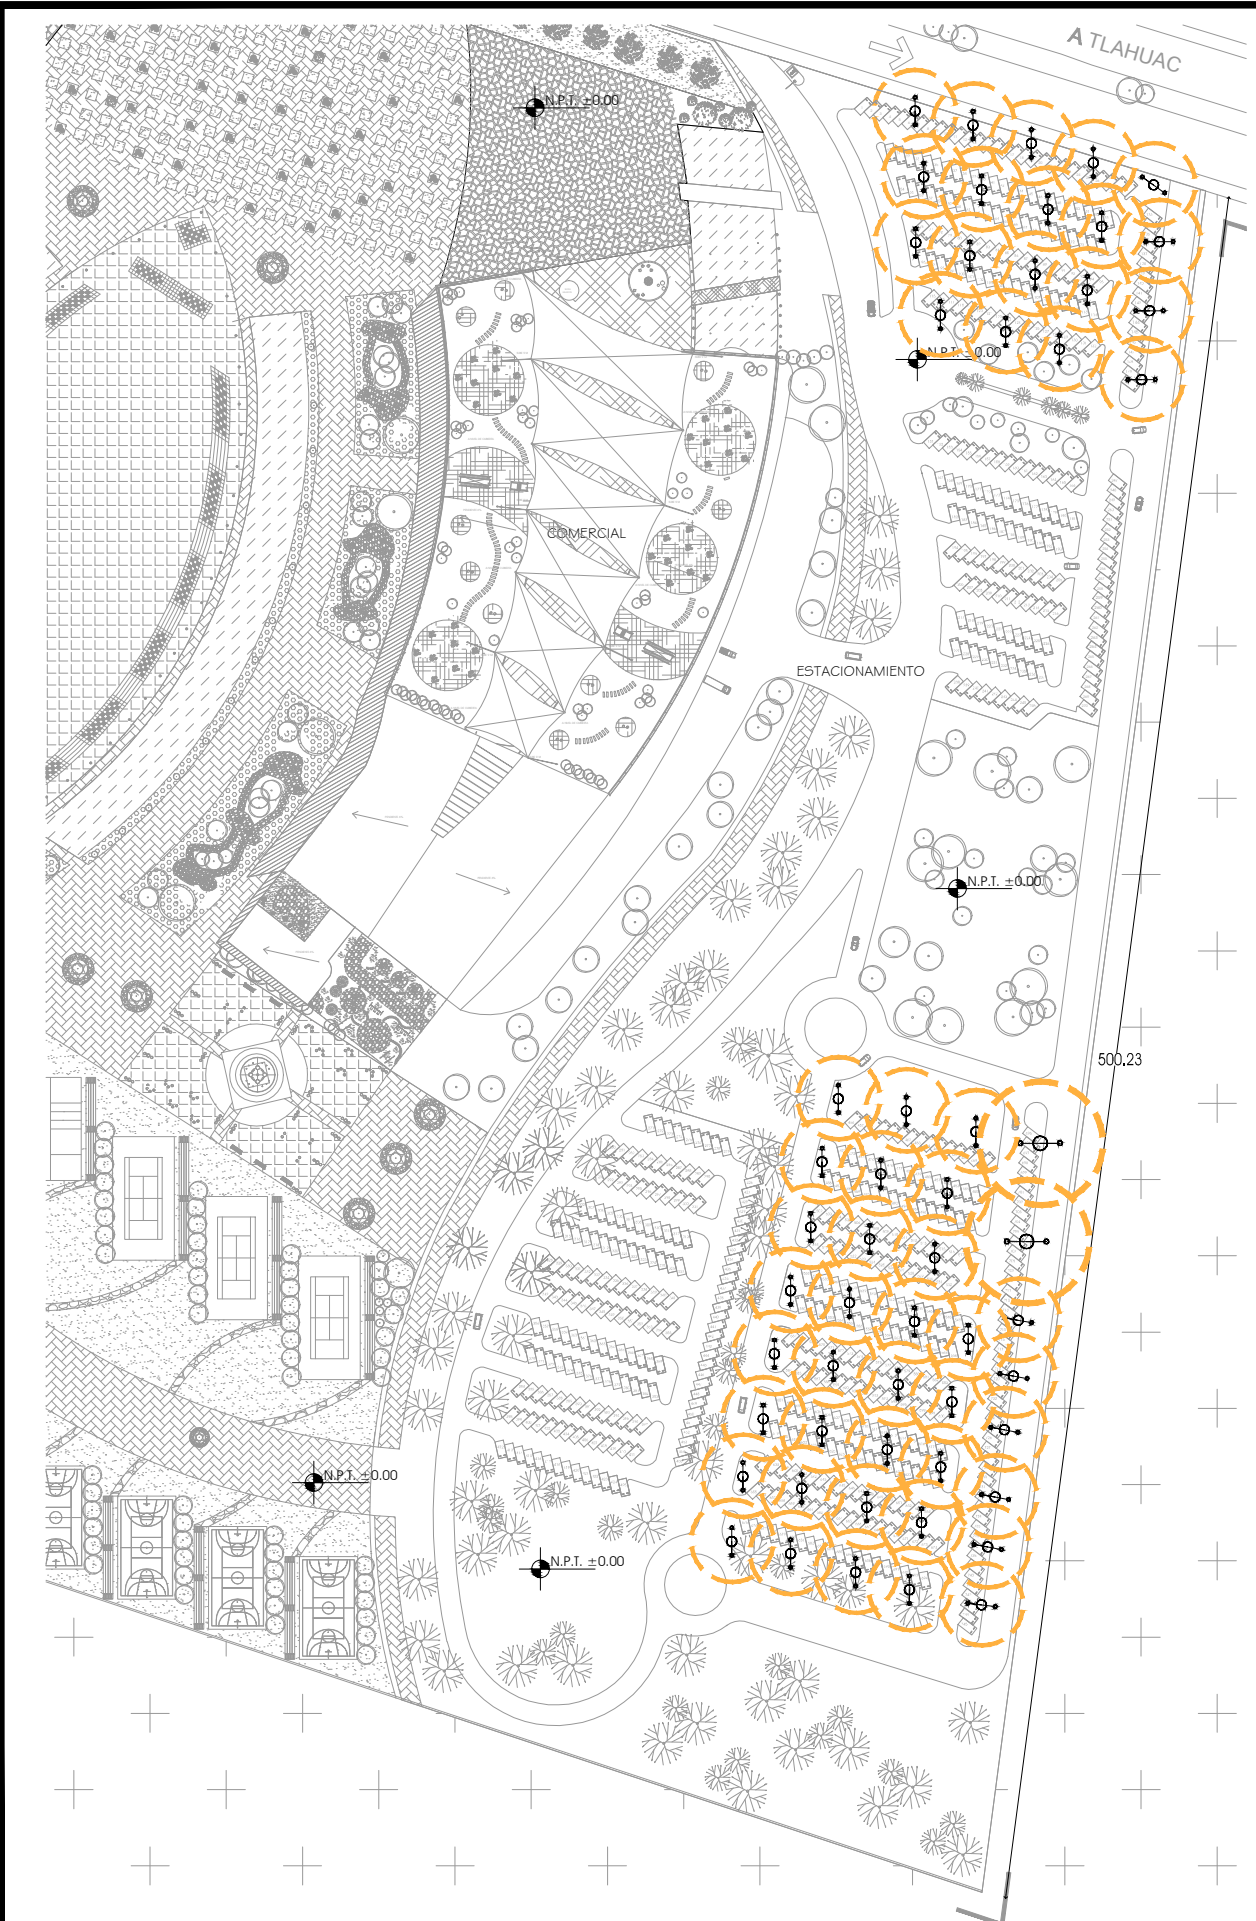 A TLAHUAC
N.P.T. ±0.00
N.P.T. ±0.00
COMERCIAL
ESTACIONAMIENTO
N.P.T. ±0.00
500.23
N.P.T. ±0.00
N.P.T. ±0.00